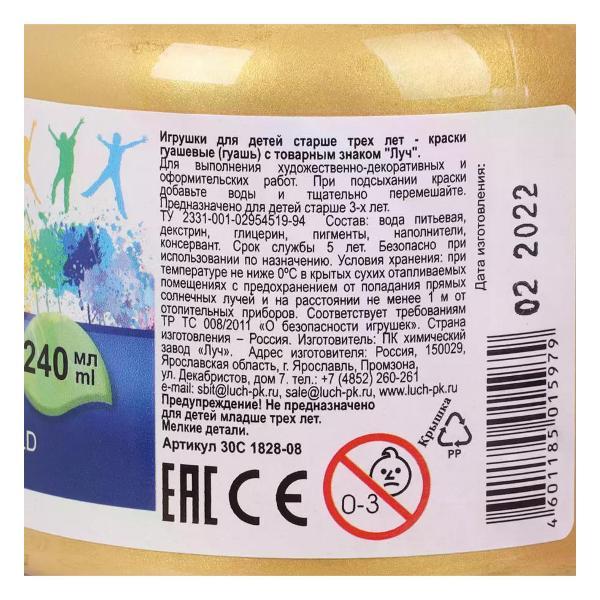 Игрушки для детей старше трех лет - краски
гуашевые (гуашь) с товарным знаком "Луч".
Для выполнения художественно-декоративных и
оформительских работ. При подсыхании краски
добавьте воды и тщательно перемешайте.
Предназначено для детей старше 3-х лет.
ТУ 2331-001-02954519-94 Состав: вода питьевая,
декстрин, глицерин, пигменты, наполнители,
консервант. Срок службы 5 лет. Безопасно при
использовании по назначению. Условия хранения: при
температуре не ниже 0ºС в крытых сухих отапливаемых
помещениях с предохранением от попадания прямых
солнечных лучей и на расстоянии не менее 1 м от
отопительных приборов. Соответствует требованиям
ТР ТС 008/2011 «О безопасности игрушек». Страна
изготовления – Россия. Изготовитель: ПК химический
завод «Луч». Адрес изготовителя: Россия, 150029,
Ярославская область, г. Ярославль, Промзона,
ул. Декабристов, дом 7. тел.: +7 (4852) 260-261
e-mail: sbit@luch-pk.ru, sale@luch-pk.ru, www.luch-pk.ru
Предупреждение! Не предназначено
для детей младше трех лет.
Мелкие детали.
Артикул 30С 1828-08
EAC CE
0-3
Крышка
PP
Дата изготовления:
02 2022
4601185015979
240 мл
ml
LD